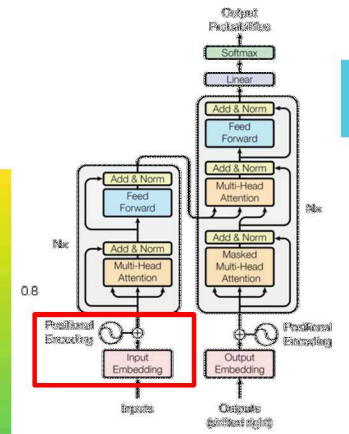 Output
Probabilities
Softmax
Linear
Add & Norm
Feed
Forward
Add & Norm
Multi-Head
Attention
Add & Norm
Feed
Forward
Nx
Add & Norm
Masked
Multi-Head
Attention
Nx
Add & Norm
Multi-Head
Attention
0.8
Positional
Encoding
Positional
Encoding
Input
Embedding
Output
Embedding
Inputs
Outputs
(shifted right)